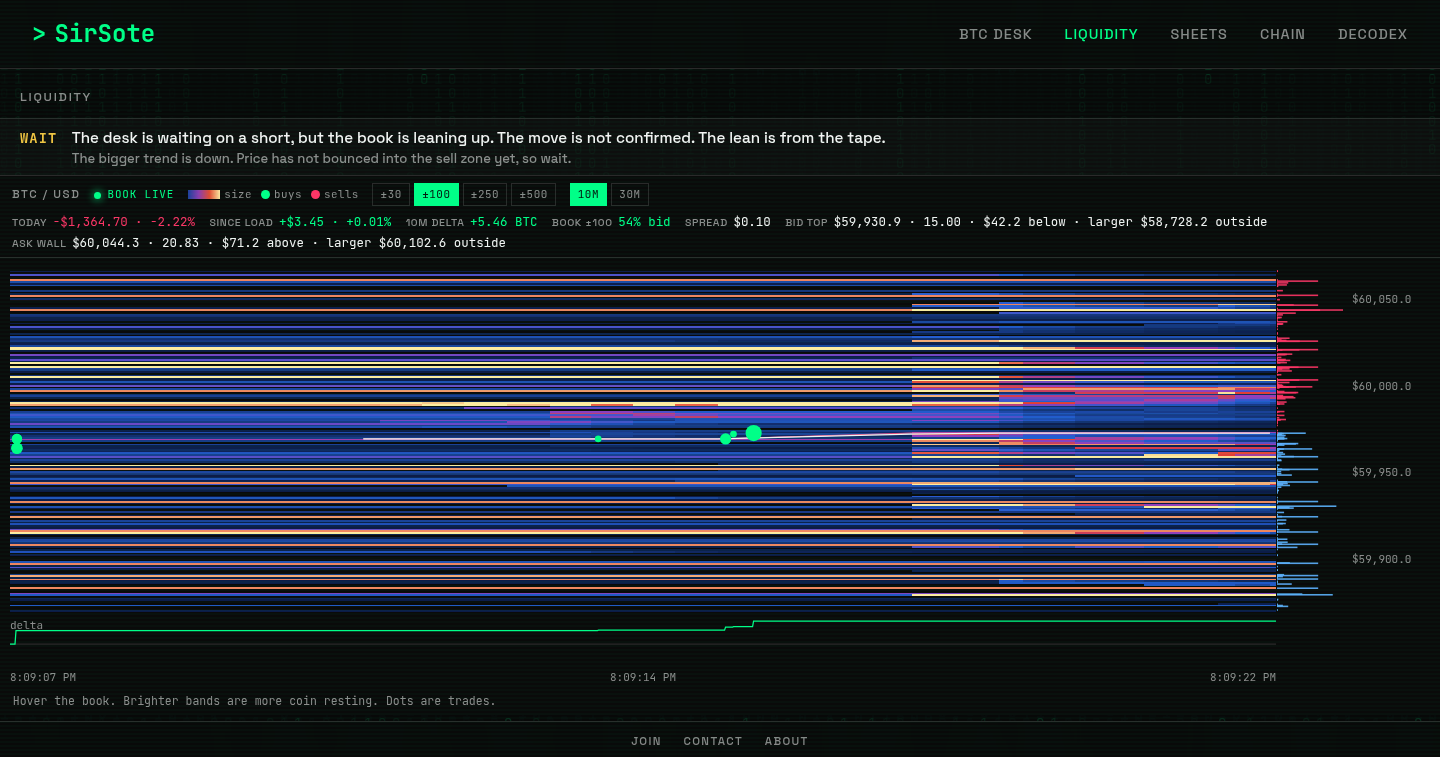 > SirSote
BTC DESK LIQUIDITY SHEETS CHAIN DECODEX
LIQUIDITY
WAIT The desk is waiting on a short, but the book is leaning up. The move is not confirmed. The lean is from the tape.
The bigger trend is down. Price has not bounced into the sell zone yet, so wait.
BTC / USD BOOK LIVE size buys sells ±30 ±100 ±250 ±500 10M 30M
TODAY -$1,364.70 · -2.22% SINCE LOAD +$3.45 · +0.01% 10M DELTA +5.46 BTC BOOK ±100 54% bid SPREAD $0.10 BID TOP $59,930.9 · 15.00 · $42.2 below · larger $58,728.2 outside
ASK WALL $60,044.3 · 20.83 · $71.2 above · larger $60,102.6 outside
$60,050.0
$60,000.0
$59,950.0
$59,900.0
delta
8:09:07 PM 8:09:14 PM 8:09:22 PM
Hover the book. Brighter bands are more coin resting. Dots are trades.
JOIN CONTACT ABOUT